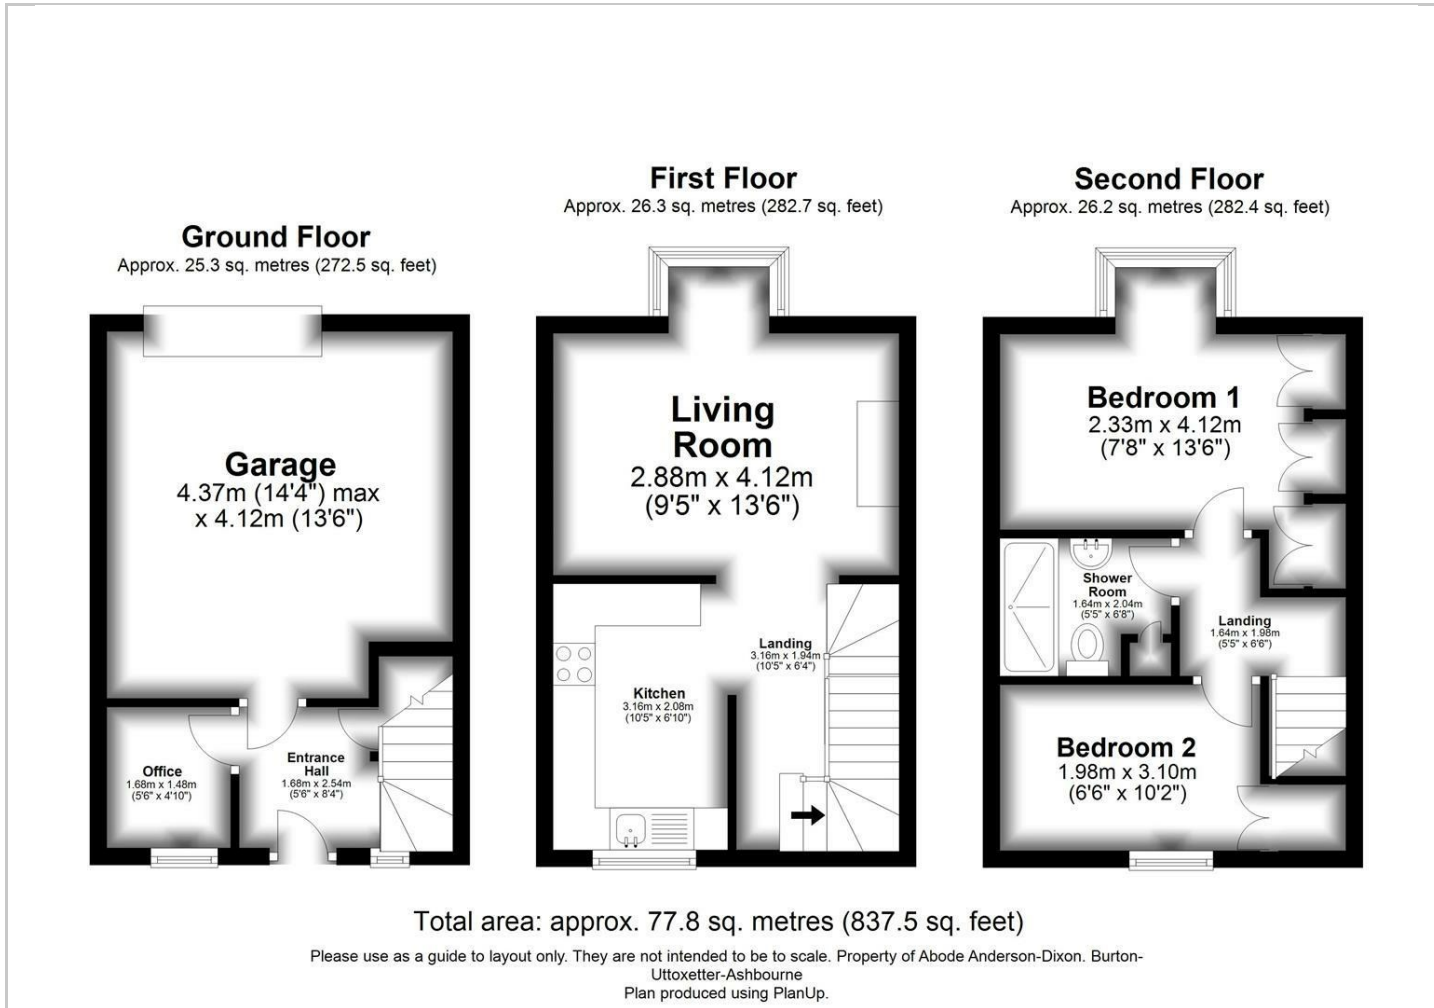 Ground Floor
Approx. 25.3 sq. metres (272.5 sq. feet)
Garage
4.37m (14'4") max
x 4.12m (13'6")
Office
1.68m x 1.48m
(5'6" x 4'10")
Entrance
Hall
1.68m x 2.54m
(5'6" x 8'4")
First Floor
Approx. 26.3 sq. metres (282.7 sq. feet)
Living
Room
2.88m x 4.12m
(9'5" x 13'6")
Landing
3.16m x 1.94m
(10'5" x 6'4")
Kitchen
3.16m x 2.08m
(10'5" x 6'10")
Second Floor
Approx. 26.2 sq. metres (282.4 sq. feet)
Bedroom 1
2.33m x 4.12m
(7'8" x 13'6")
Shower
Room
1.64m x 2.04m
(5'5" x 6'8")
Landing
1.64m x 1.98m
(5'5" x 6'6")
Bedroom 2
1.98m x 3.10m
(6'6" x 10'2")
Total area: approx. 77.8 sq. metres (837.5 sq. feet)
Please use as a guide to layout only. They are not intended to be to scale. Property of Abode Anderson-Dixon. Burton-
Uttoxetter-Ashbourne
Plan produced using PlanUp.